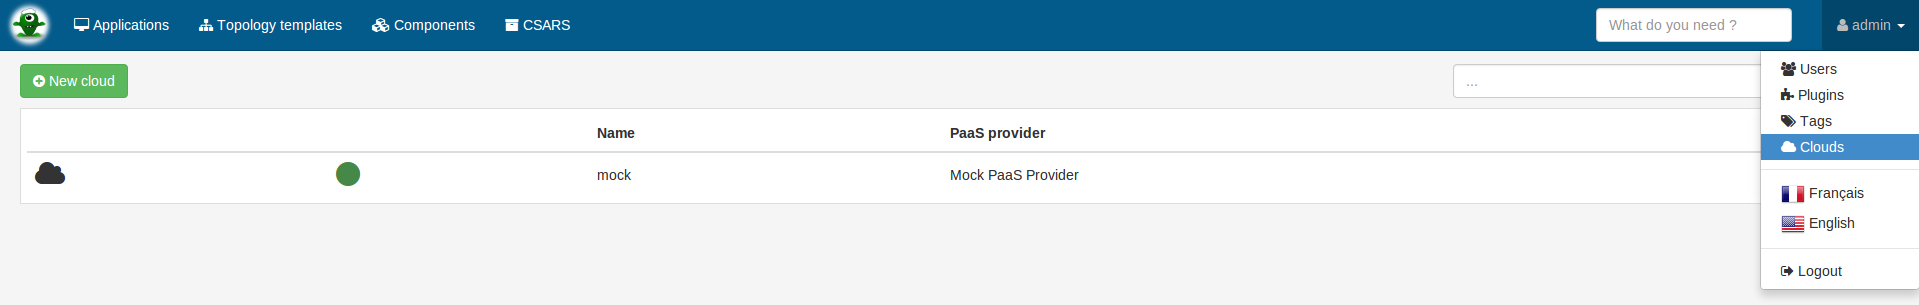 Applications Topology templates Components CSARS What do you need ? admin
New cloud ...
Users
Plugins
Tags
Clouds
Name PaaS provider
mock Mock PaaS Provider
Français
English
Logout